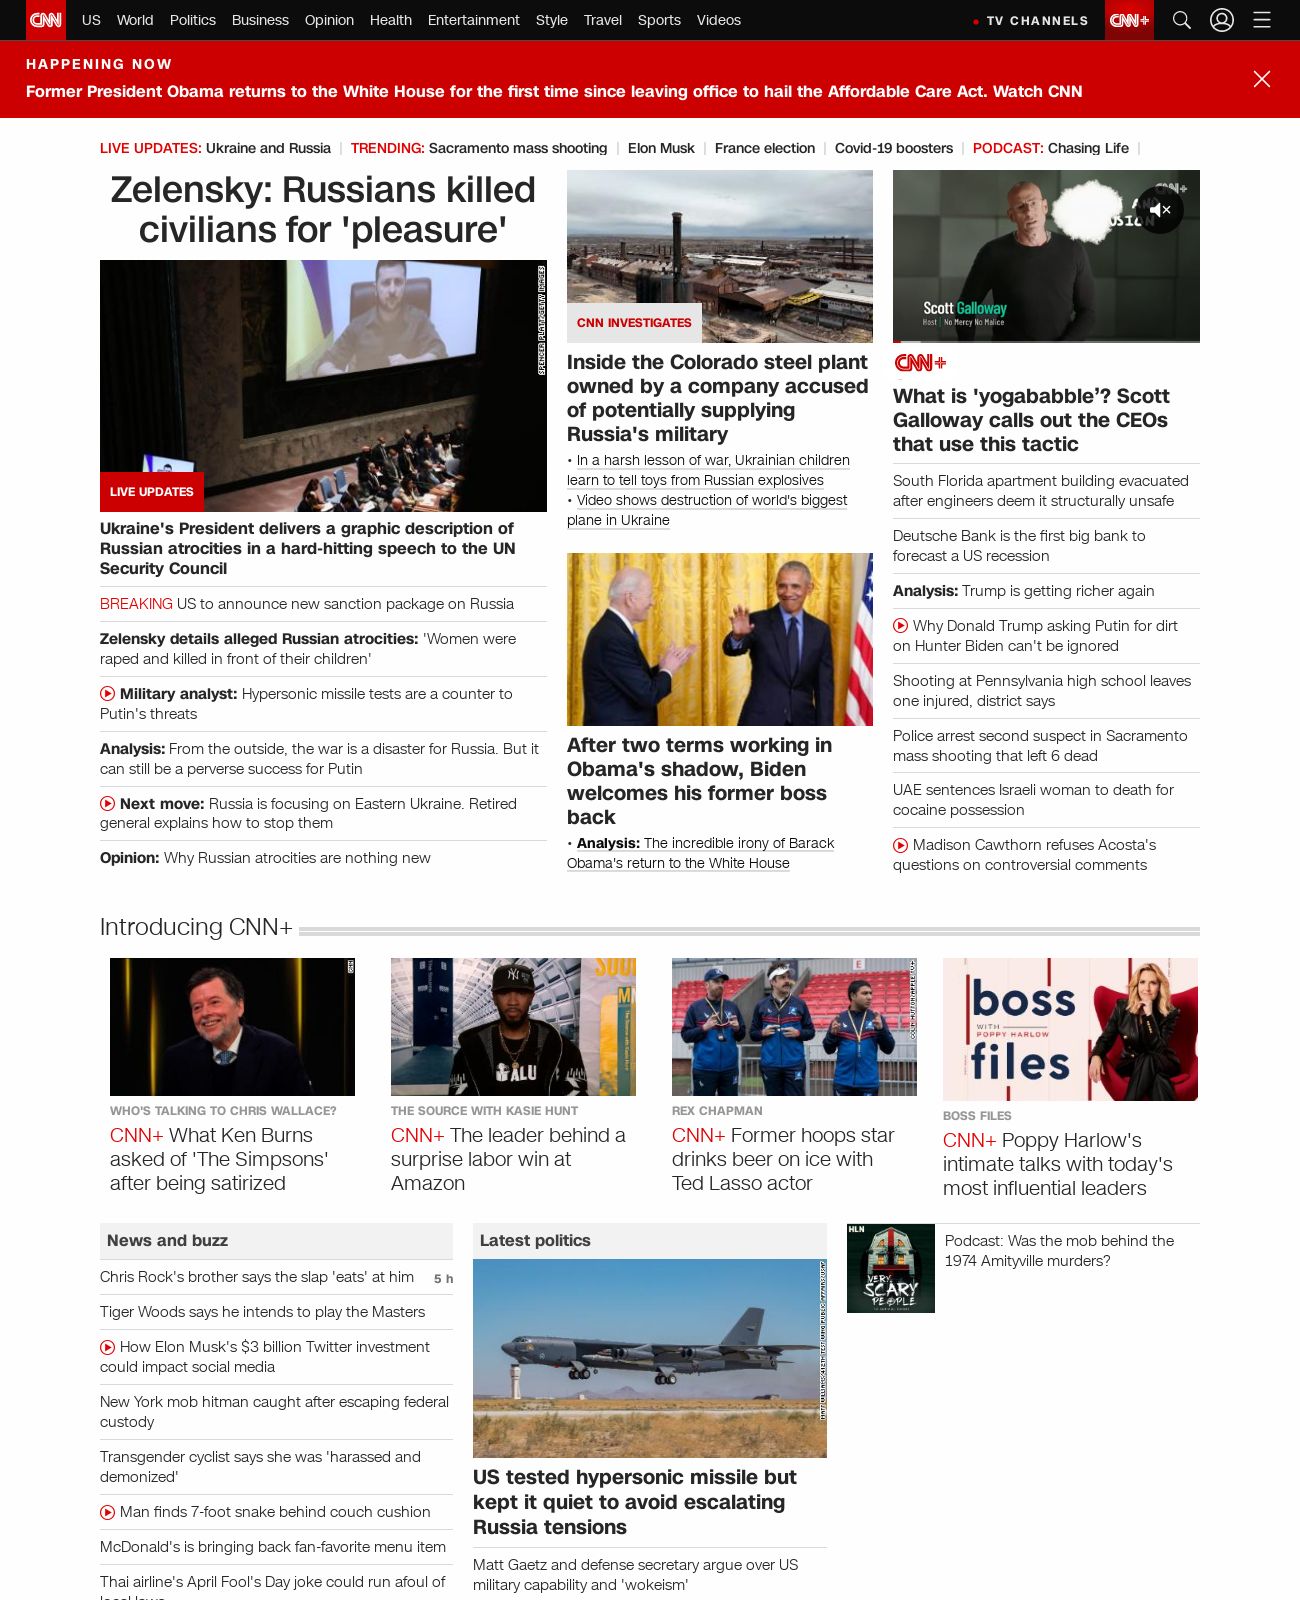 CNN US World Politics Business Opinion Health Entertainment Style Travel Sports Videos • TV CHANNELS CNN+
HAPPENING NOW
Former President Obama returns to the White House for the first time since leaving office to hail the Affordable Care Act. Watch CNN
LIVE UPDATES: Ukraine and Russia | TRENDING: Sacramento mass shooting | Elon Musk | France election | Covid-19 boosters | PODCAST: Chasing Life |
Zelensky: Russians killed
civilians for 'pleasure'
SPENCER PLATT/GETTY IMAGES
LIVE UPDATES
Ukraine's President delivers a graphic description of
Russian atrocities in a hard-hitting speech to the UN
Security Council
BREAKING US to announce new sanction package on Russia
Zelensky details alleged Russian atrocities: 'Women were
raped and killed in front of their children'
Military analyst: Hypersonic missile tests are a counter to
Putin's threats
Analysis: From the outside, the war is a disaster for Russia. But it
can still be a perverse success for Putin
Next move: Russia is focusing on Eastern Ukraine. Retired
general explains how to stop them
Opinion: Why Russian atrocities are nothing new
CNN INVESTIGATES
Inside the Colorado steel plant
owned by a company accused
of potentially supplying
Russia's military
• In a harsh lesson of war, Ukrainian children
learn to tell toys from Russian explosives
• Video shows destruction of world's biggest
plane in Ukraine
After two terms working in
Obama's shadow, Biden
welcomes his former boss
back
• Analysis: The incredible irony of Barack
Obama's return to the White House
CNN+
Scott Galloway
Host | No Mercy No Malice
CNN+
What is 'yogababble'? Scott
Galloway calls out the CEOs
that use this tactic
South Florida apartment building evacuated
after engineers deem it structurally unsafe
Deutsche Bank is the first big bank to
forecast a US recession
Analysis: Trump is getting richer again
Why Donald Trump asking Putin for dirt
on Hunter Biden can't be ignored
Shooting at Pennsylvania high school leaves
one injured, district says
Police arrest second suspect in Sacramento
mass shooting that left 6 dead
UAE sentences Israeli woman to death for
cocaine possession
Madison Cawthorn refuses Acosta's
questions on controversial comments
Introducing CNN+
CNN
WHO'S TALKING TO CHRIS WALLACE?
CNN+ What Ken Burns
asked of 'The Simpsons'
after being satirized
ALU
THE SOURCE WITH KASIE HUNT
CNN+ The leader behind a
surprise labor win at
Amazon
E
COLIN HUTTON/APPLE TV+
REX CHAPMAN
CNN+ Former hoops star
drinks beer on ice with
Ted Lasso actor
boss
WITH
POPPY HARLOW
files
BOSS FILES
CNN+ Poppy Harlow's
intimate talks with today's
most influential leaders
News and buzz
Chris Rock's brother says the slap 'eats' at him 5 h
Tiger Woods says he intends to play the Masters
How Elon Musk's $3 billion Twitter investment
could impact social media
New York mob hitman caught after escaping federal
custody
Transgender cyclist says she was 'harassed and
demonized'
Man finds 7-foot snake behind couch cushion
McDonald's is bringing back fan-favorite menu item
Thai airline's April Fool's Day joke could run afoul of
local laws
Latest politics
US tested hypersonic missile but
kept it quiet to avoid escalating
Russia tensions
Matt Gaetz and defense secretary argue over US
military capability and 'wokeism'
HLN
VERY
SCARY
PEOPLE
Podcast: Was the mob behind the
1974 Amityville murders?